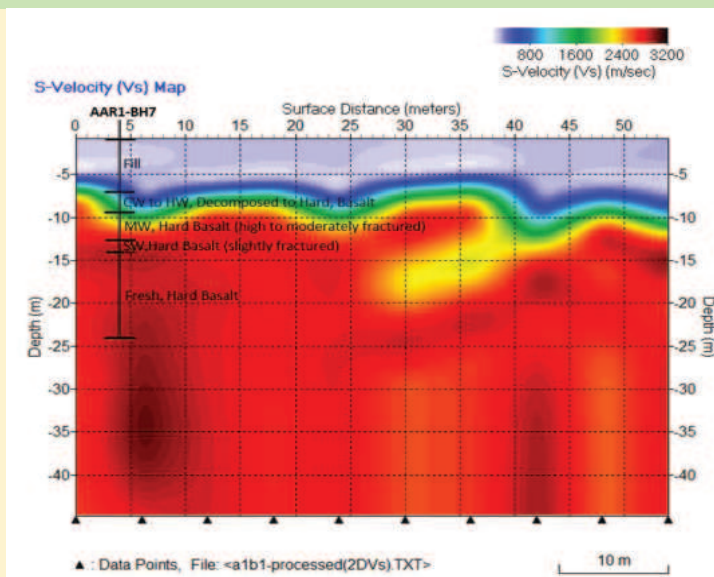 800 1600 2400 3200
S-Velocity (Vs) (m/sec)
S-Velocity (Vs) Map
AAR1-BH7
Surface Distance (meters)
0 5 10 15 20 25 30 35 40 45 50
Fill
-5 -5
CW to HW, Decomposed to Hard, Basalt
-10 -10
MW, Hard Basalt (high to moderately fractured)
SW,Hard Basalt (slightly fractured)
-15 -15
Fresh, Hard Basalt
-20 -20
Depth (m) Depth (m)
-25 -25
-30 -30
-35 -35
-40 -40
▲ : Data Points, File: <a1b1-processed(2DVs).TXT>
10 m